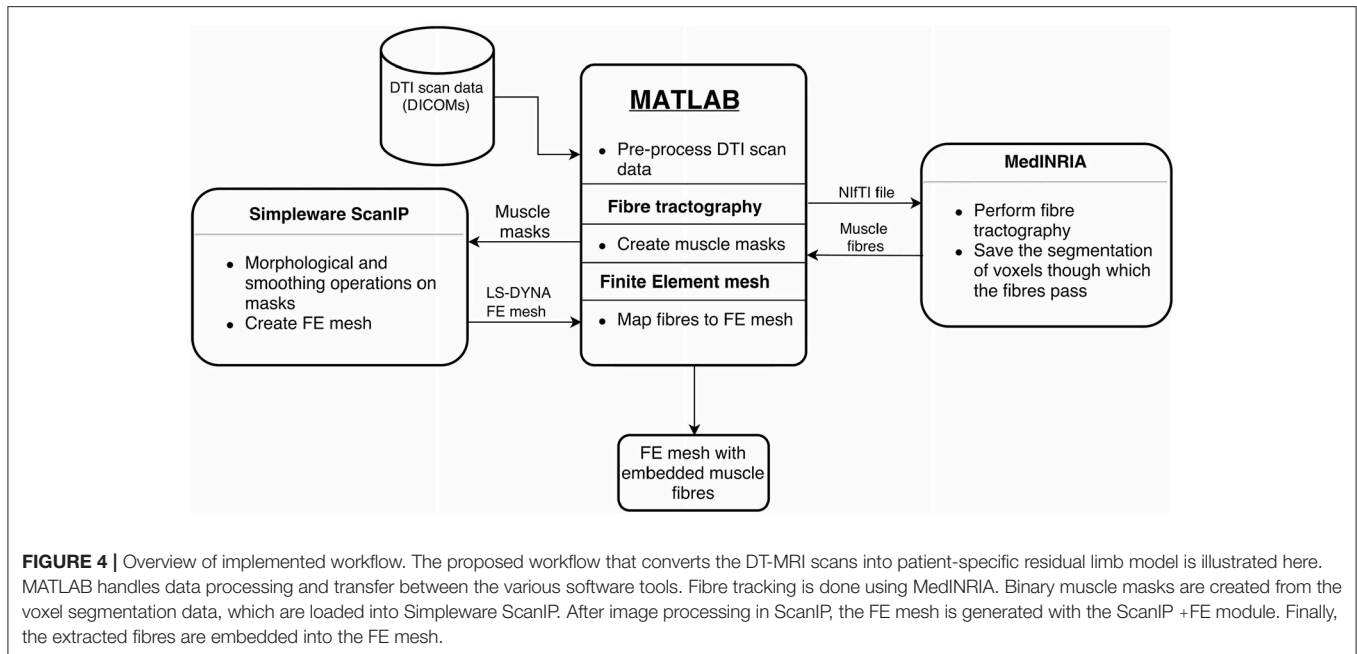 DTI scan data
(DICOMs)
MATLAB
• Pre-process DTI scan
data
Fibre tractography
• Create muscle masks
Finite Element mesh
• Map fibres to FE mesh
MedINRIA
• Perform fibre
tractography
• Save the segmentation
of voxels though which
the fibres pass
NIfTI file
Muscle
fibres
Simpleware ScanIP
• Morphological and
smoothing operations on
masks
• Create FE mesh
Muscle
masks
LS-DYNA
FE mesh
FE mesh with
embedded muscle
fibres
FIGURE 4 | Overview of implemented workflow. The proposed workflow that converts the DT-MRI scans into patient-specific residual limb model is illustrated here.
MATLAB handles data processing and transfer between the various software tools. Fibre tracking is done using MedINRIA. Binary muscle masks are created from the
voxel segmentation data, which are loaded into Simpleware ScanIP. After image processing in ScanIP, the FE mesh is generated with the ScanIP +FE module. Finally,
the extracted fibres are embedded into the FE mesh.